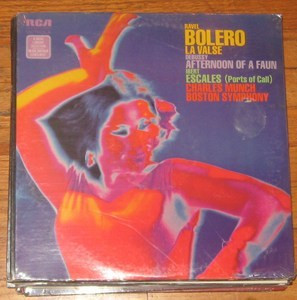 RCA
RAVEL
BOLERO
LA VALSE
DEBUSSY
AFTERNOON OF A FAUN
IBERT
ESCALES (Ports of Call)
CHARLES MUNCH
BOSTON SYMPHONY